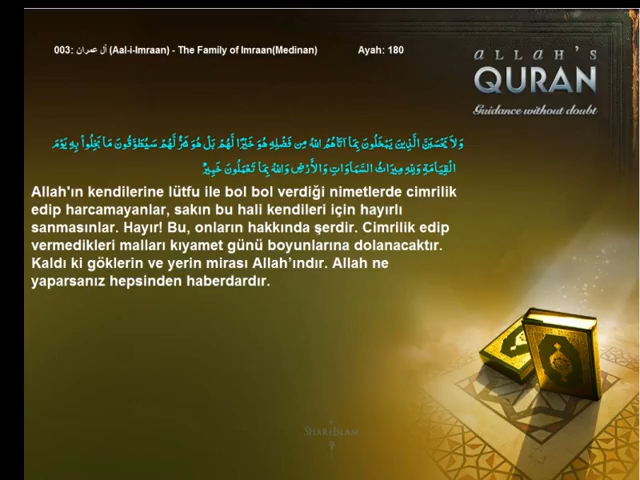 003: آل عمران (Aal-i-Imraan) - The Family of Imraan(Medinan) Ayah: 180
ALLAH'S
QURAN
Guidance without doubt
وَلاَ يَحْسَبَنَّ الَّذِينَ يَبْخَلُونَ بِمَا آتَاهُمُ اللّهُ مِن فَضْلِهِ هُوَ خَيْرًا لَّهُمْ بَلْ هُوَ شَرٌّ لَّهُمْ سَيُطَوَّقُونَ مَا بَخِلُواْ بِهِ يَوْمَ
الْقِيَامَةِ وَلِلّهِ مِيرَاثُ السَّمَاوَاتِ وَالأَرْضِ وَاللّهُ بِمَا تَعْمَلُونَ خَبِيرٌ
Allah'ın kendilerine lütfu ile bol bol verdiği nimetlerde cimrilik
edip harcamayanlar, sakın bu hali kendileri için hayırlı
sanmasınlar. Hayır! Bu, onların hakkında şerdir. Cimrilik edip
vermedikleri malları kıyamet günü boyunlarına dolanacaktır.
Kaldı ki göklerin ve yerin mirası Allah'ındır. Allah ne
yaparsanız hepsinden haberdardır.
SHAREISLAM